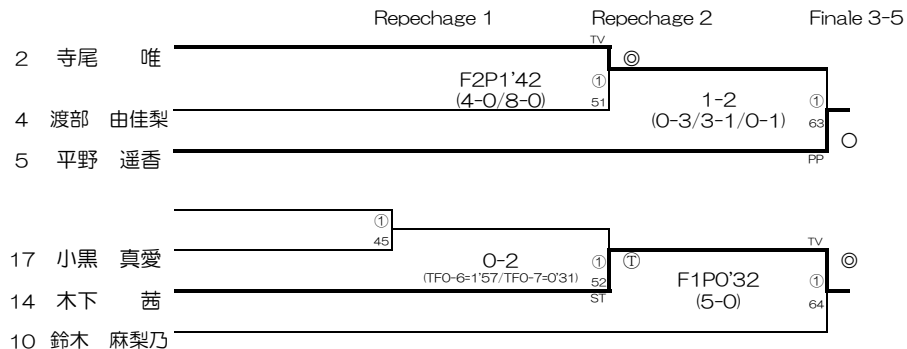 Repechage 1 Repechage 2 Finale 3-5
TV
2 寺尾 唯 ◎
F2P1'42 ①
(4-0/8-0) 51 1-2 ①
4 渡部 由佳梨 (0-3/3-1/0-1) 63
○
5 平野 遥香 PP
①
45 TV
17 小黒 真愛 0-2 ① Ⓣ ◎
(TF0-6=1'57/TF0-7=0'31) 52 F1P0'32 ①
14 木下 茜 ST (5-0) 64
10 鈴木 麻梨乃